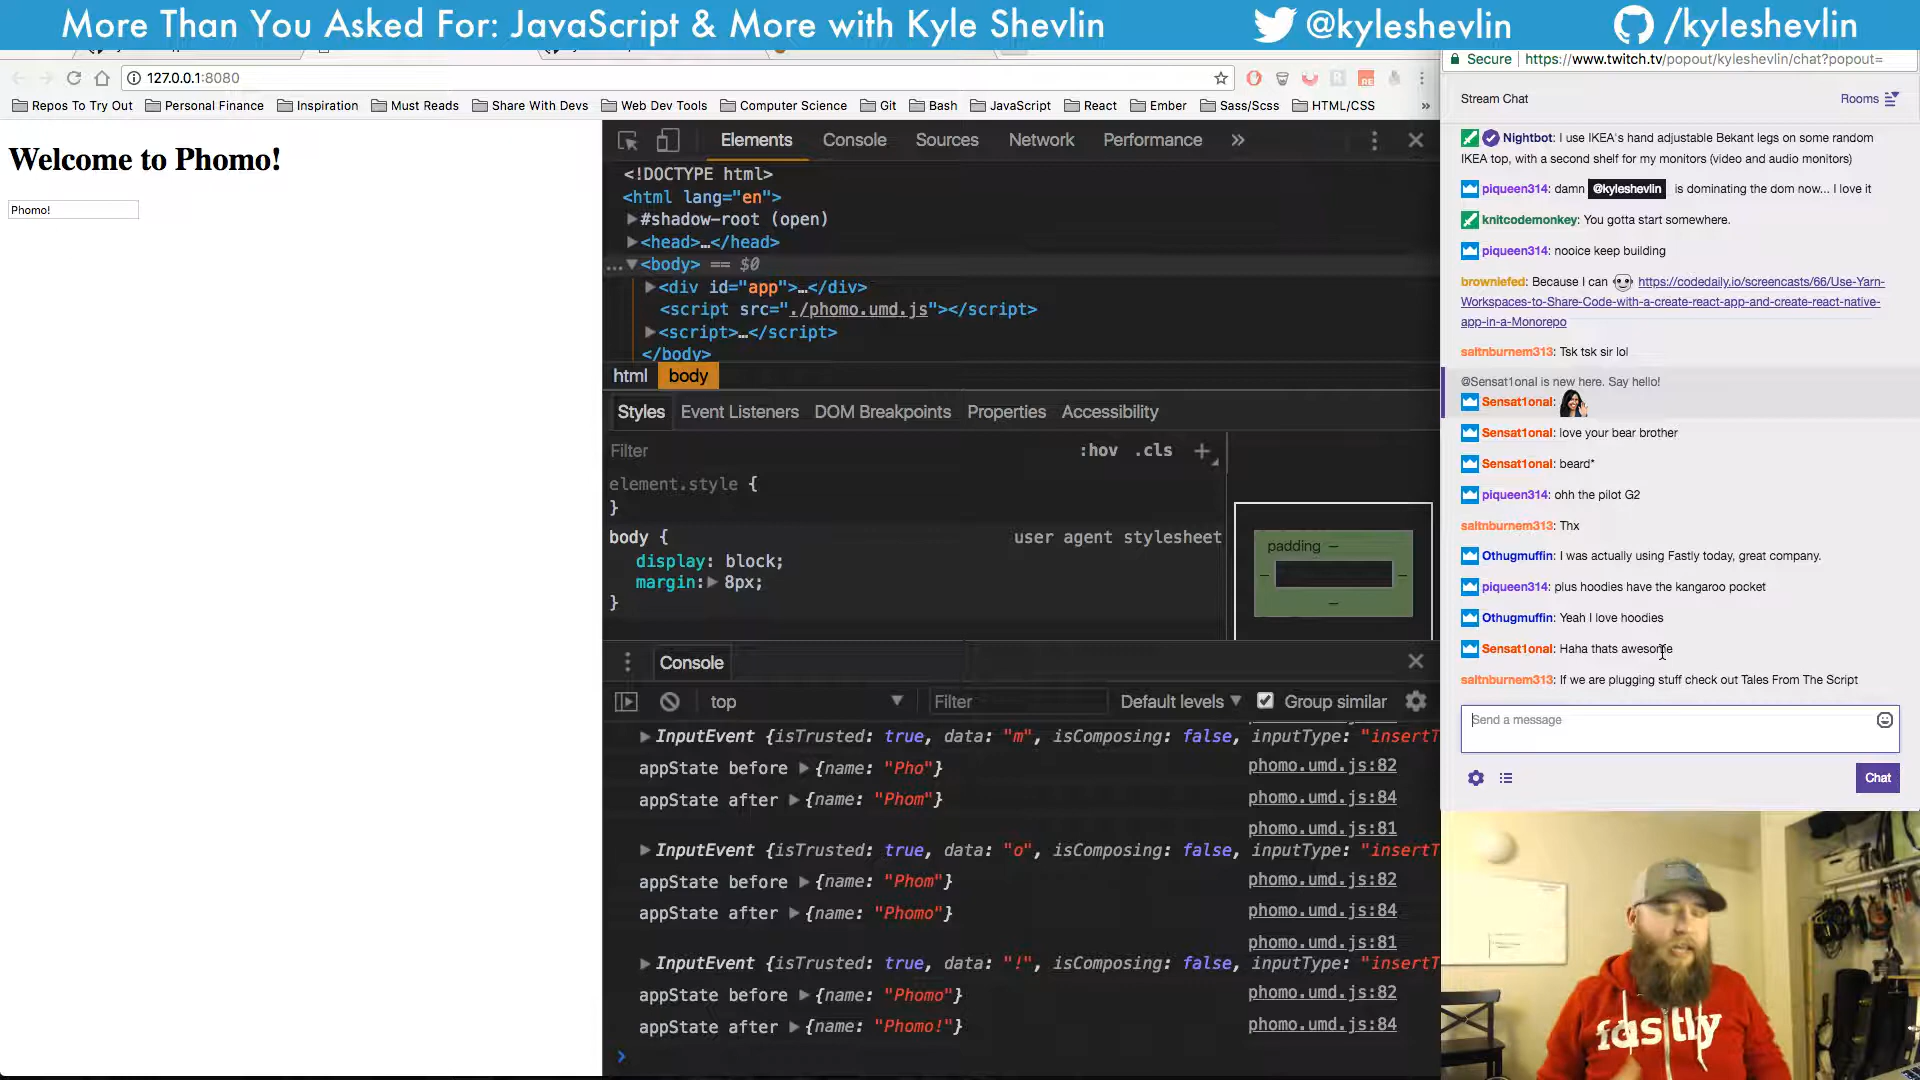 More Than You Asked For: JavaScript & More with Kyle Shevlin
@kyleshevlin
/kyleshevlin
127.0.0.1:8080
Repos To Try Out
Personal Finance
Inspiration
Must Reads
Share With Devs
Web Dev Tools
Computer Science
Git
Bash
JavaScript
React
Ember
Sass/Scss
HTML/CSS
»
Welcome to Phomo!
Phomo!
Elements
Console
Sources
Network
Performance
»
<!DOCTYPE html>
<html lang="en">
#shadow-root (open)
<head>…</head>
…<body> == $0
<div id="app">…</div>
<script src="./phomo.umd.js"></script>
<script>…</script>
</body>
html body
Styles
Event Listeners
DOM Breakpoints
Properties
Accessibility
Filter
:hov .cls +
element.style {
}
body {
user agent stylesheet
display: block;
margin: 8px;
}
padding –
Console
top
Filter
Default levels
Group similar
InputEvent {isTrusted: true, data: "m", isComposing: false, inputType: "insertT
appState before {name: "Pho"} phomo.umd.js:82
appState after {name: "Phom"} phomo.umd.js:84
phomo.umd.js:81
InputEvent {isTrusted: true, data: "o", isComposing: false, inputType: "insertT
appState before {name: "Phom"} phomo.umd.js:82
appState after {name: "Phomo"} phomo.umd.js:84
phomo.umd.js:81
InputEvent {isTrusted: true, data: "!", isComposing: false, inputType: "insertT
appState before {name: "Phomo"} phomo.umd.js:82
appState after {name: "Phomo!"} phomo.umd.js:84
Secure
https://www.twitch.tv/popout/kyleshevlin/chat?popout=
Stream Chat
Rooms
Nightbot: I use IKEA's hand adjustable Bekant legs on some random
IKEA top, with a second shelf for my monitors (video and audio monitors)
piqueen314: damn @kyleshevlin is dominating the dom now... I love it
knitcodemonkey: You gotta start somewhere.
piqueen314: nooice keep building
browniefed: Because I can https://codedaily.io/screencasts/66/Use-Yarn-
Workspaces-to-Share-Code-with-a-create-react-app-and-create-react-native-
app-in-a-Monorepo
saltnburnem313: Tsk tsk sir lol
@Sensat1onal is new here. Say hello!
Sensat1onal:
Sensat1onal: love your bear brother
Sensat1onal: beard*
piqueen314: ohh the pilot G2
saltnburnem313: Thx
Othugmuffin: I was actually using Fastly today, great company.
piqueen314: plus hoodies have the kangaroo pocket
Othugmuffin: Yeah I love hoodies
Sensat1onal: Haha thats awesome
saltnburnem313: If we are plugging stuff check out Tales From The Script
Send a message
Chat
fastly